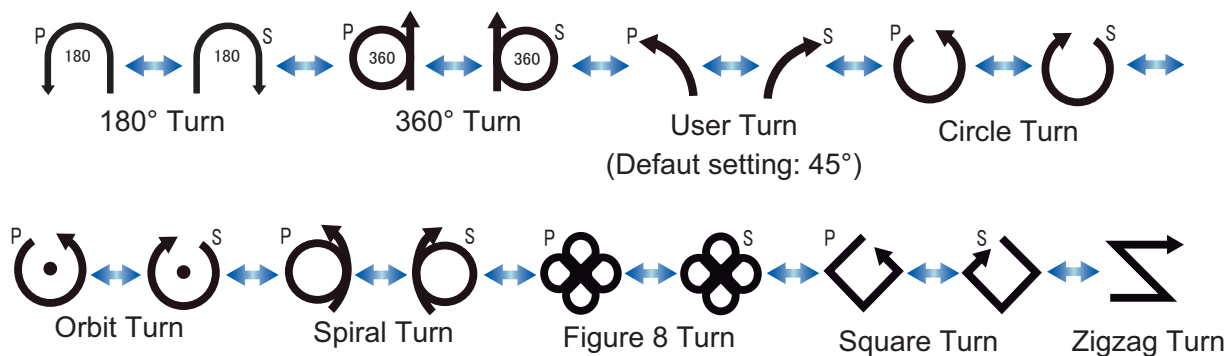 P 180 180 S P 360 360 S P S P S
180° Turn 360° Turn User Turn Circle Turn
(Defaut setting: 45°)
P S P S P S P S
Orbit Turn Spiral Turn Figure 8 Turn Square Turn Zigzag Turn